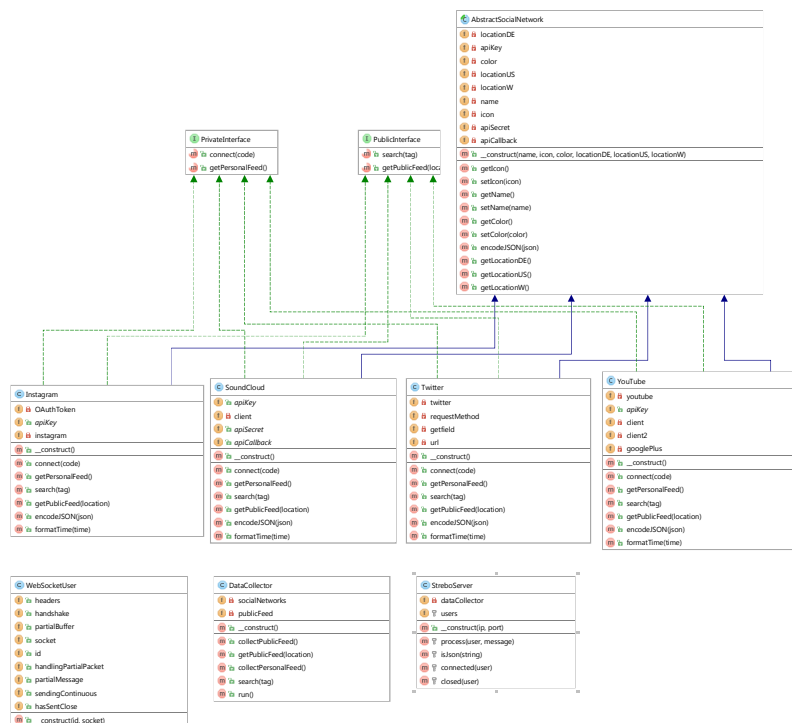 AbstractSocialNetwork
locationDE
apiKey
color
locationUS
locationW
name
icon
apiSecret
apiCallback
__construct(name, icon, color, locationDE, locationUS, locationW)
getIcon()
setIcon(icon)
getName()
setName(name)
getColor()
setColor(color)
encodeJSON(json)
getLocationDE()
getLocationUS()
getLocationW()
PrivateInterface
connect(code)
getPersonalFeed()
PublicInterface
search(tag)
getPublicFeed(loca
Instagram
OAuthToken
apiKey
instagram
__construct()
connect(code)
getPersonalFeed()
search(tag)
getPublicFeed(location)
encodeJSON(json)
formatTime(time)
SoundCloud
apiKey
client
apiSecret
apiCallback
__construct()
connect(code)
getPersonalFeed()
search(tag)
getPublicFeed(location)
encodeJSON(json)
formatTime(time)
Twitter
twitter
requestMethod
getfield
url
__construct()
connect(code)
getPersonalFeed()
search(tag)
getPublicFeed(location)
encodeJSON(json)
formatTime(time)
YouTube
youtube
apiKey
client
client2
googlePlus
__construct()
connect(code)
getPersonalFeed()
search(tag)
getPublicFeed(location)
encodeJSON(json)
formatTime(time)
WebSocketUser
headers
handshake
partialBuffer
socket
id
handlingPartialPacket
partialMessage
sendingContinuous
hasSentClose
__construct(id, socket)
DataCollector
socialNetworks
publicFeed
__construct()
collectPublicFeed()
getPublicFeed(location)
collectPersonalFeed()
search(tag)
run()
StreboServer
dataCollector
users
__construct(ip, port)
process(user, message)
isJson(string)
connected(user)
closed(user)